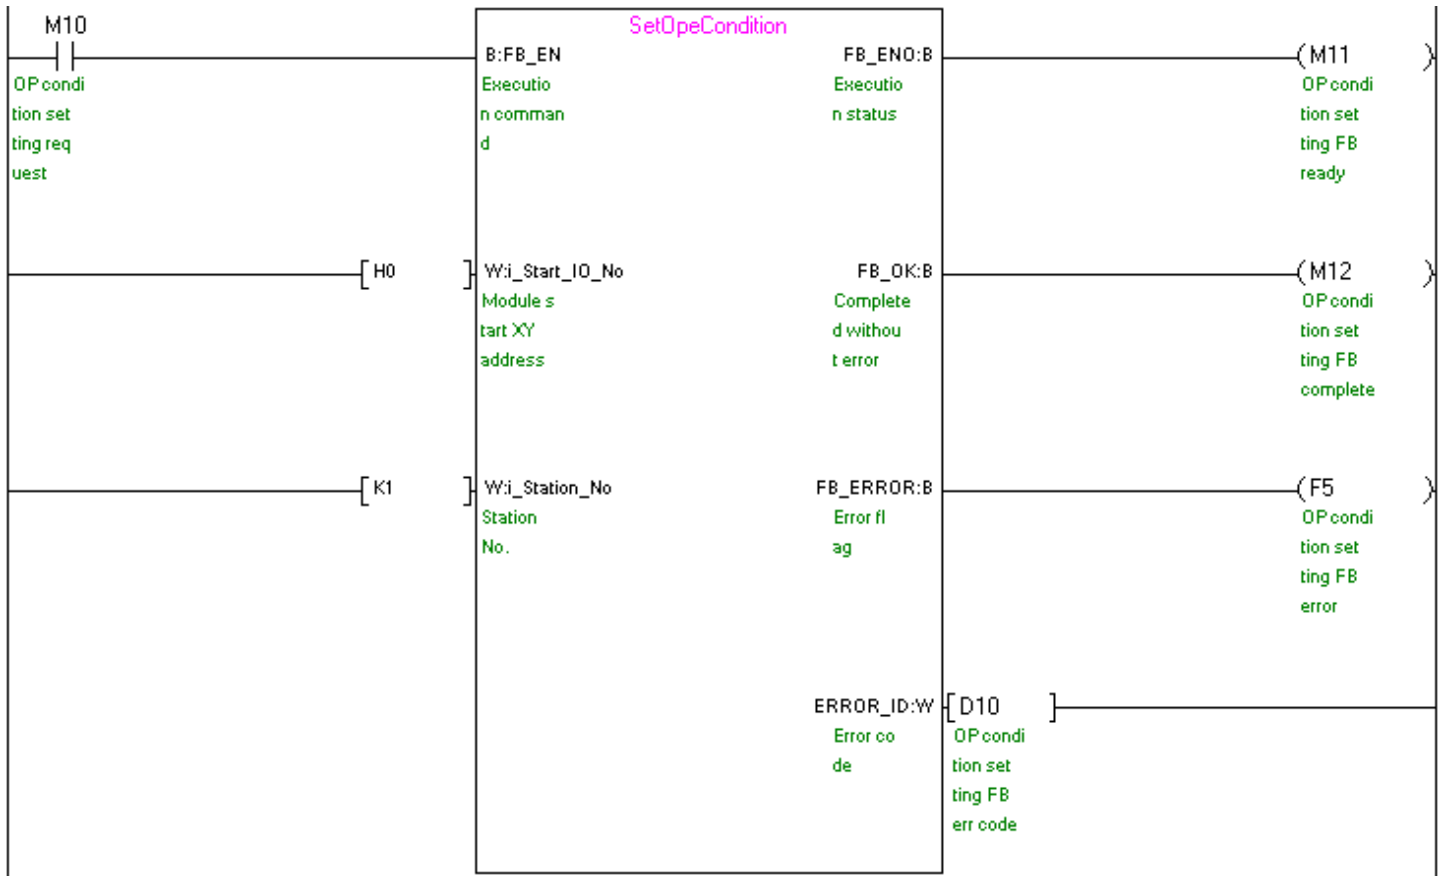 M10
SetOpeCondition
B:FB_EN
FB_ENO:B
M11
OP condi
tion set
ting req
uest
Executio
n comman
d
Executio
n status
OP condi
tion set
ting FB
ready
H0
W:i_Start_IO_No
FB_OK:B
M12
Module s
tart XY
address
Complete
d withou
t error
OP condi
tion set
ting FB
complete
K1
W:i_Station_No
FB_ERROR:B
F5
Station
No.
Error fl
ag
OP condi
tion set
ting FB
error
ERROR_ID:W
D10
Error co
de
OP condi
tion set
ting FB
err code